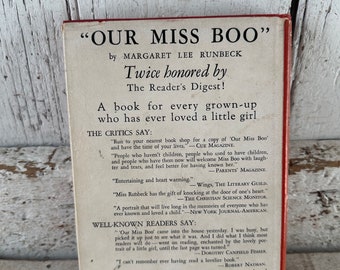 "OUR MISS BOO"
by MARGARET LEE RUNBECK
Twice honored by
The Reader's Digest!
A book for every grown-up
who has ever loved a little girl
THE CRITICS SAY:
"Rush to your nearest book shop for a copy of 'Our Miss Boo'
and have the time of your lives." —CUE MAGAZINE.
"People who haven't children, people who used to have children,
and people who have them now will welcome Miss Boo with laugh-
ter and tears, and feel better for having known her."
—PARENTS' MAGAZINE.
"Entertaining and heart warming."
—Wings, THE LITERARY GUILD.
"Miss Runbeck has the gift of knocking at the door of one's heart."
—THE CHRISTIAN SCIENCE MONITOR.
"A portrait that will live long in the memories of everyone who has
ever known and loved a child." —NEW YORK JOURNAL-AMERICAN.
WELL-KNOWN READERS SAY:
"'Our Miss Boo' came into the house yesterday. I was busy, but
picked it up just to see what it was. And I did what I think most
readers will do — went on reading, enchanted by the lovely por-
trait of a little girl, until the last page was turned."
—DOROTHY CANFIELD FISHER.
"I can't remember ever having read a lovelier book."
ROBERT NATHAN.